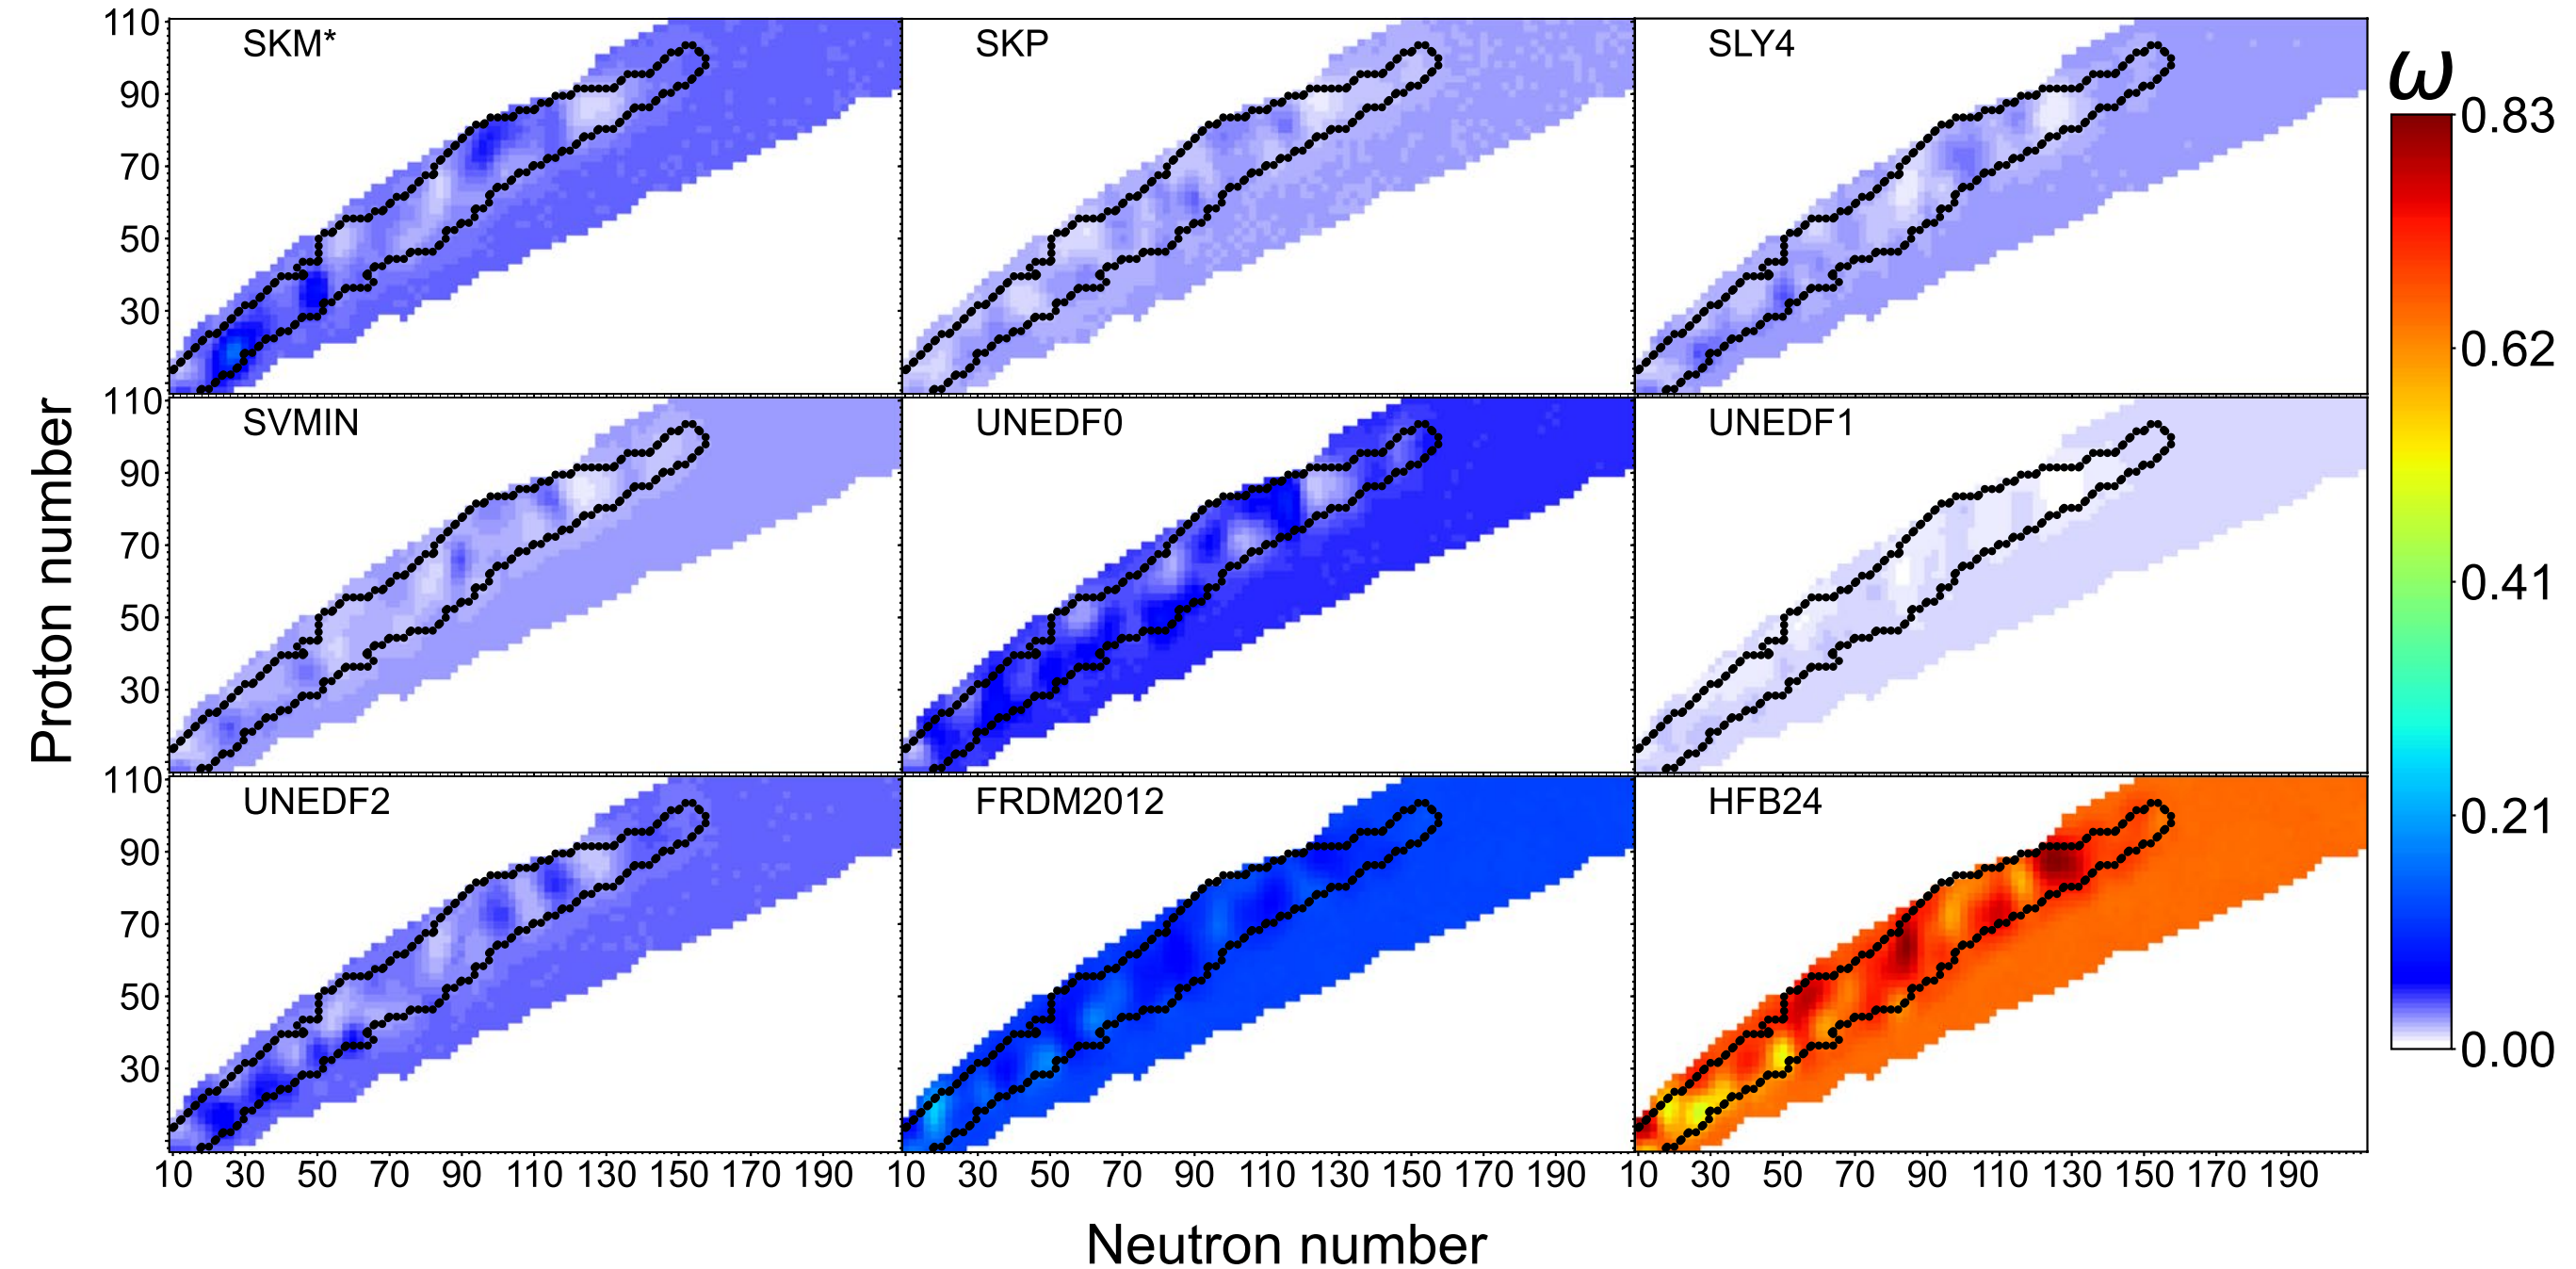 SKM*
SKP
SLY4
ω
110
90
70
50
30
0.83
0.62
0.41
0.21
0.00
SVMIN
UNEDF0
UNEDF1
110
90
70
50
30
Proton number
UNEDF2
FRDM2012
HFB24
110
90
70
50
30
10 30 50 70 90 110 130 150 170 190
10 30 50 70 90 110 130 150 170 190
10 30 50 70 90 110 130 150 170 190
Neutron number